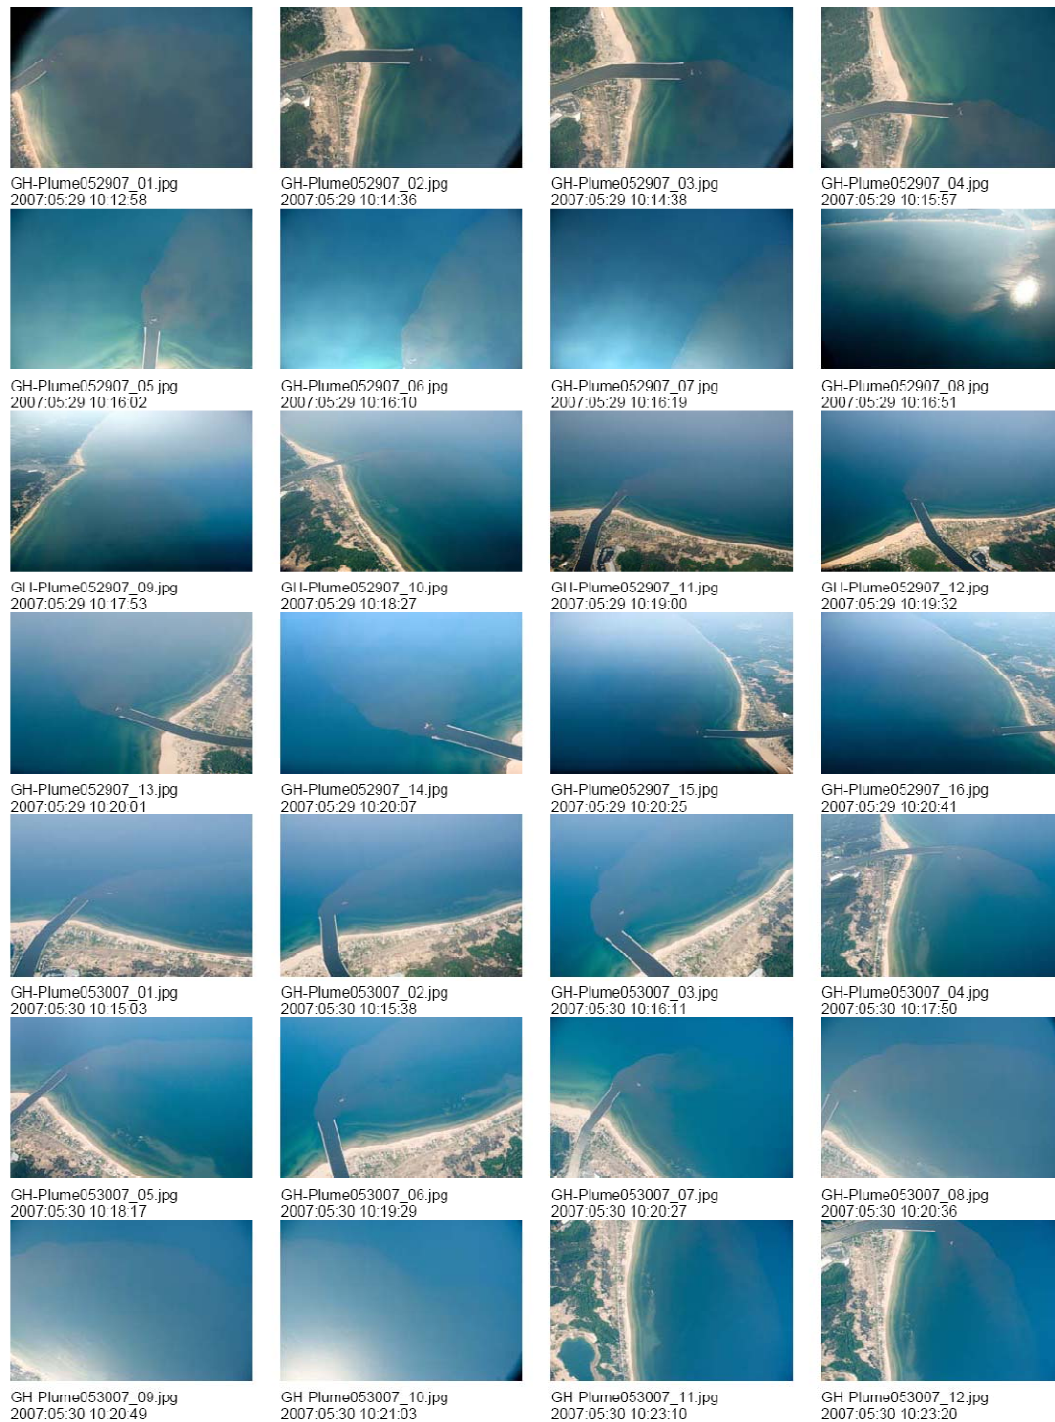 GH-Plume052907_01.jpg
2007:05:29 10:12:58
GH-Plume052907_02.jpg
2007:05:29 10:14:36
GH-Plume052907_03.jpg
2007:05:29 10:14:38
GH-Plume052907_04.jpg
2007:05:29 10:15:57
GH-Plume052907_05.jpg
2007:05:29 10:16:02
GH-Plume052907_06.jpg
2007:05:29 10:16:10
GH-Plume052907_07.jpg
2007:05:29 10:16:19
GH-Plume052907_08.jpg
2007:05:29 10:16:51
GH-Plume052907_09.jpg
2007:05:29 10:17:53
GH-Plume052907_10.jpg
2007:05:29 10:18:27
GH-Plume052907_11.jpg
2007:05:29 10:19:00
GH-Plume052907_12.jpg
2007:05:29 10:19:32
GH-Plume052907_13.jpg
2007:05:29 10:20:01
GH-Plume052907_14.jpg
2007:05:29 10:20:07
GH-Plume052907_15.jpg
2007:05:29 10:20:25
GH-Plume052907_16.jpg
2007:05:29 10:20:41
GH-Plume053007_01.jpg
2007:05:30 10:15:03
GH-Plume053007_02.jpg
2007:05:30 10:15:38
GH-Plume053007_03.jpg
2007:05:30 10:16:11
GH-Plume053007_04.jpg
2007:05:30 10:17:50
GH-Plume053007_05.jpg
2007:05:30 10:18:17
GH-Plume053007_06.jpg
2007:05:30 10:19:29
GH-Plume053007_07.jpg
2007:05:30 10:20:27
GH-Plume053007_08.jpg
2007:05:30 10:20:36
GH-Plume053007_09.jpg
2007:05:30 10:20:49
GH-Plume053007_10.jpg
2007:05:30 10:21:03
GH-Plume053007_11.jpg
2007:05:30 10:23:10
GH-Plume053007_12.jpg
2007:05:30 10:23:20